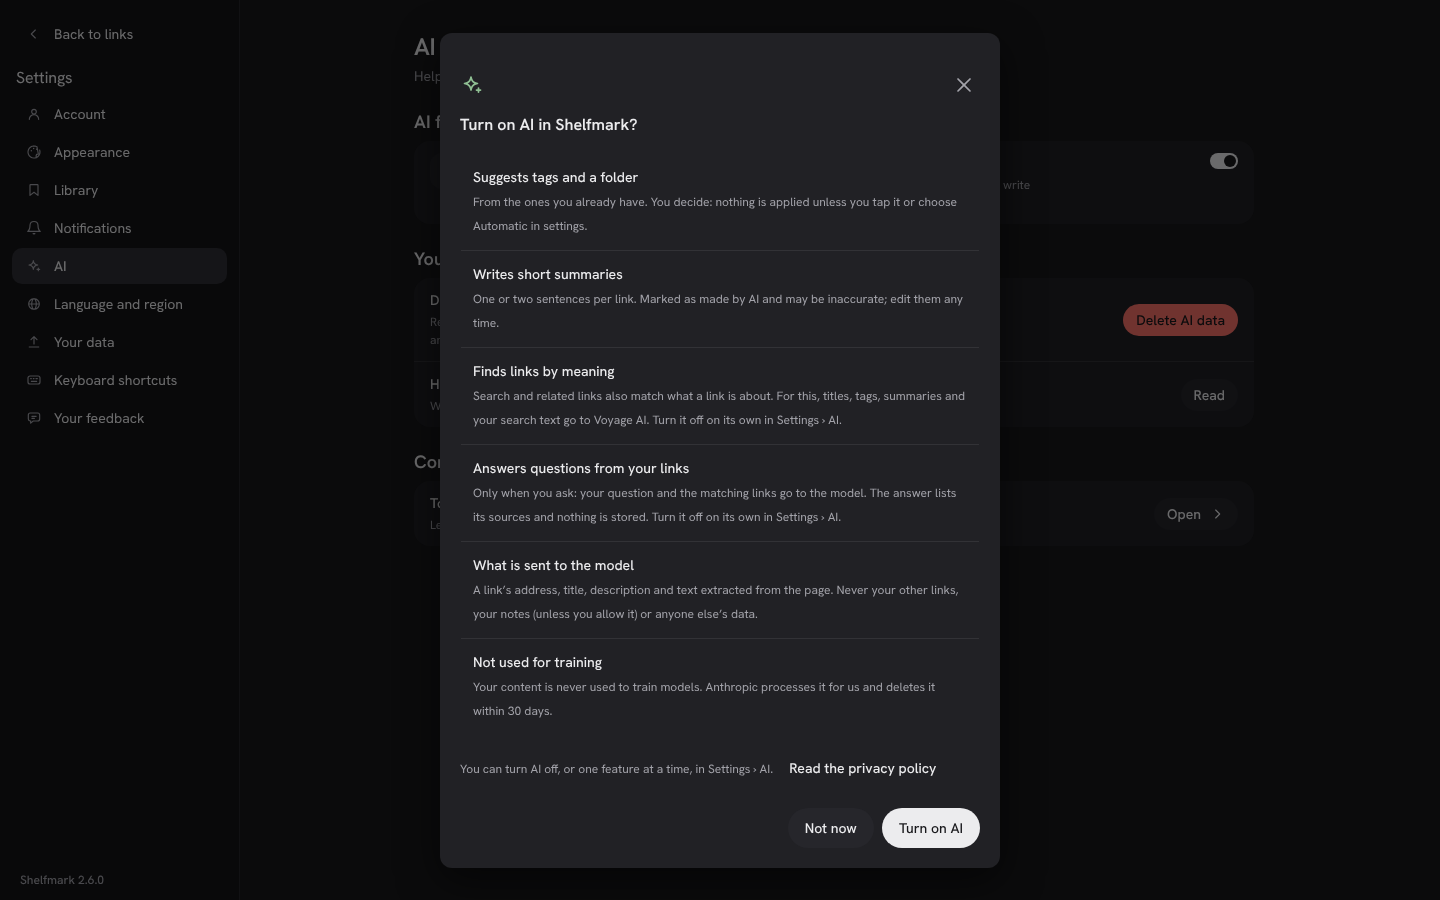 Back to links
Settings
Account
Appearance
Library
Notifications
AI
Language and region
Your data
Keyboard shortcuts
Your feedback
Shelfmark 2.6.0
AI
Help
AI f
write
You
D
Re
an
Delete AI data
H
W
Read
Cor
To
Le
Open
Turn on AI in Shelfmark?
Suggests tags and a folder
From the ones you already have. You decide: nothing is applied unless you tap it or choose
Automatic in settings.
Writes short summaries
One or two sentences per link. Marked as made by AI and may be inaccurate; edit them any
time.
Finds links by meaning
Search and related links also match what a link is about. For this, titles, tags, summaries and
your search text go to Voyage AI. Turn it off on its own in Settings › AI.
Answers questions from your links
Only when you ask: your question and the matching links go to the model. The answer lists
its sources and nothing is stored. Turn it off on its own in Settings › AI.
What is sent to the model
A link’s address, title, description and text extracted from the page. Never your other links,
your notes (unless you allow it) or anyone else’s data.
Not used for training
Your content is never used to train models. Anthropic processes it for us and deletes it
within 30 days.
You can turn AI off, or one feature at a time, in Settings › AI. Read the privacy policy
Not now
Turn on AI